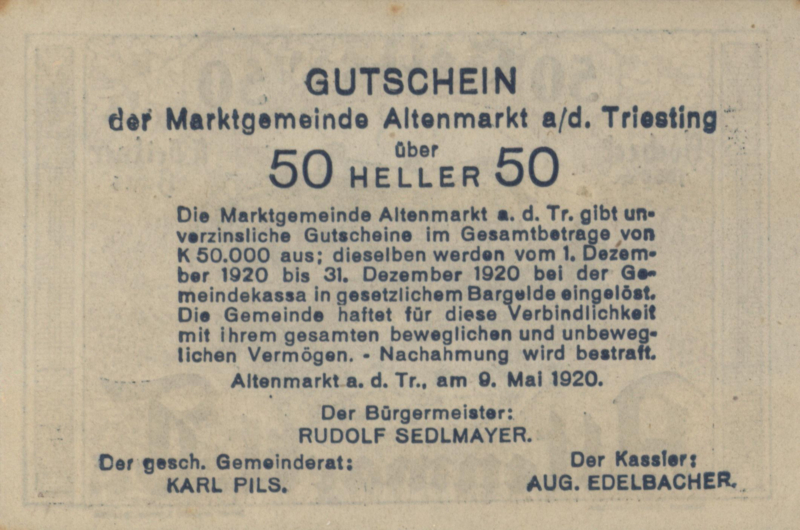 GUTSCHEIN
der Marktgemeinde Altenmarkt a/d. Triesting
über
50 HELLER 50
Die Marktgemeinde Altenmarkt a. d. Tr. gibt un-
verzinsliche Gutscheine im Gesamtbetrage von
K 50.000 aus; dieselben werden vom 1. Dezem-
ber 1920 bis 31. Dezember 1920 bei der Ge-
meindekassa in gesetzlichem Bargelde eingelöst.
Die Gemeinde haftet für diese Verbindlichkeit
mit ihrem gesamten beweglichen und unbeweg-
lichen Vermögen. - Nachahmung wird bestraft.
Altenmarkt a. d. Tr., am 9. Mai 1920.
Der Bürgermeister:
RUDOLF SEDLMAYER.
Der gesch. Gemeinderat:
KARL PILS.
Der Kassier:
AUG. EDELBACHER.